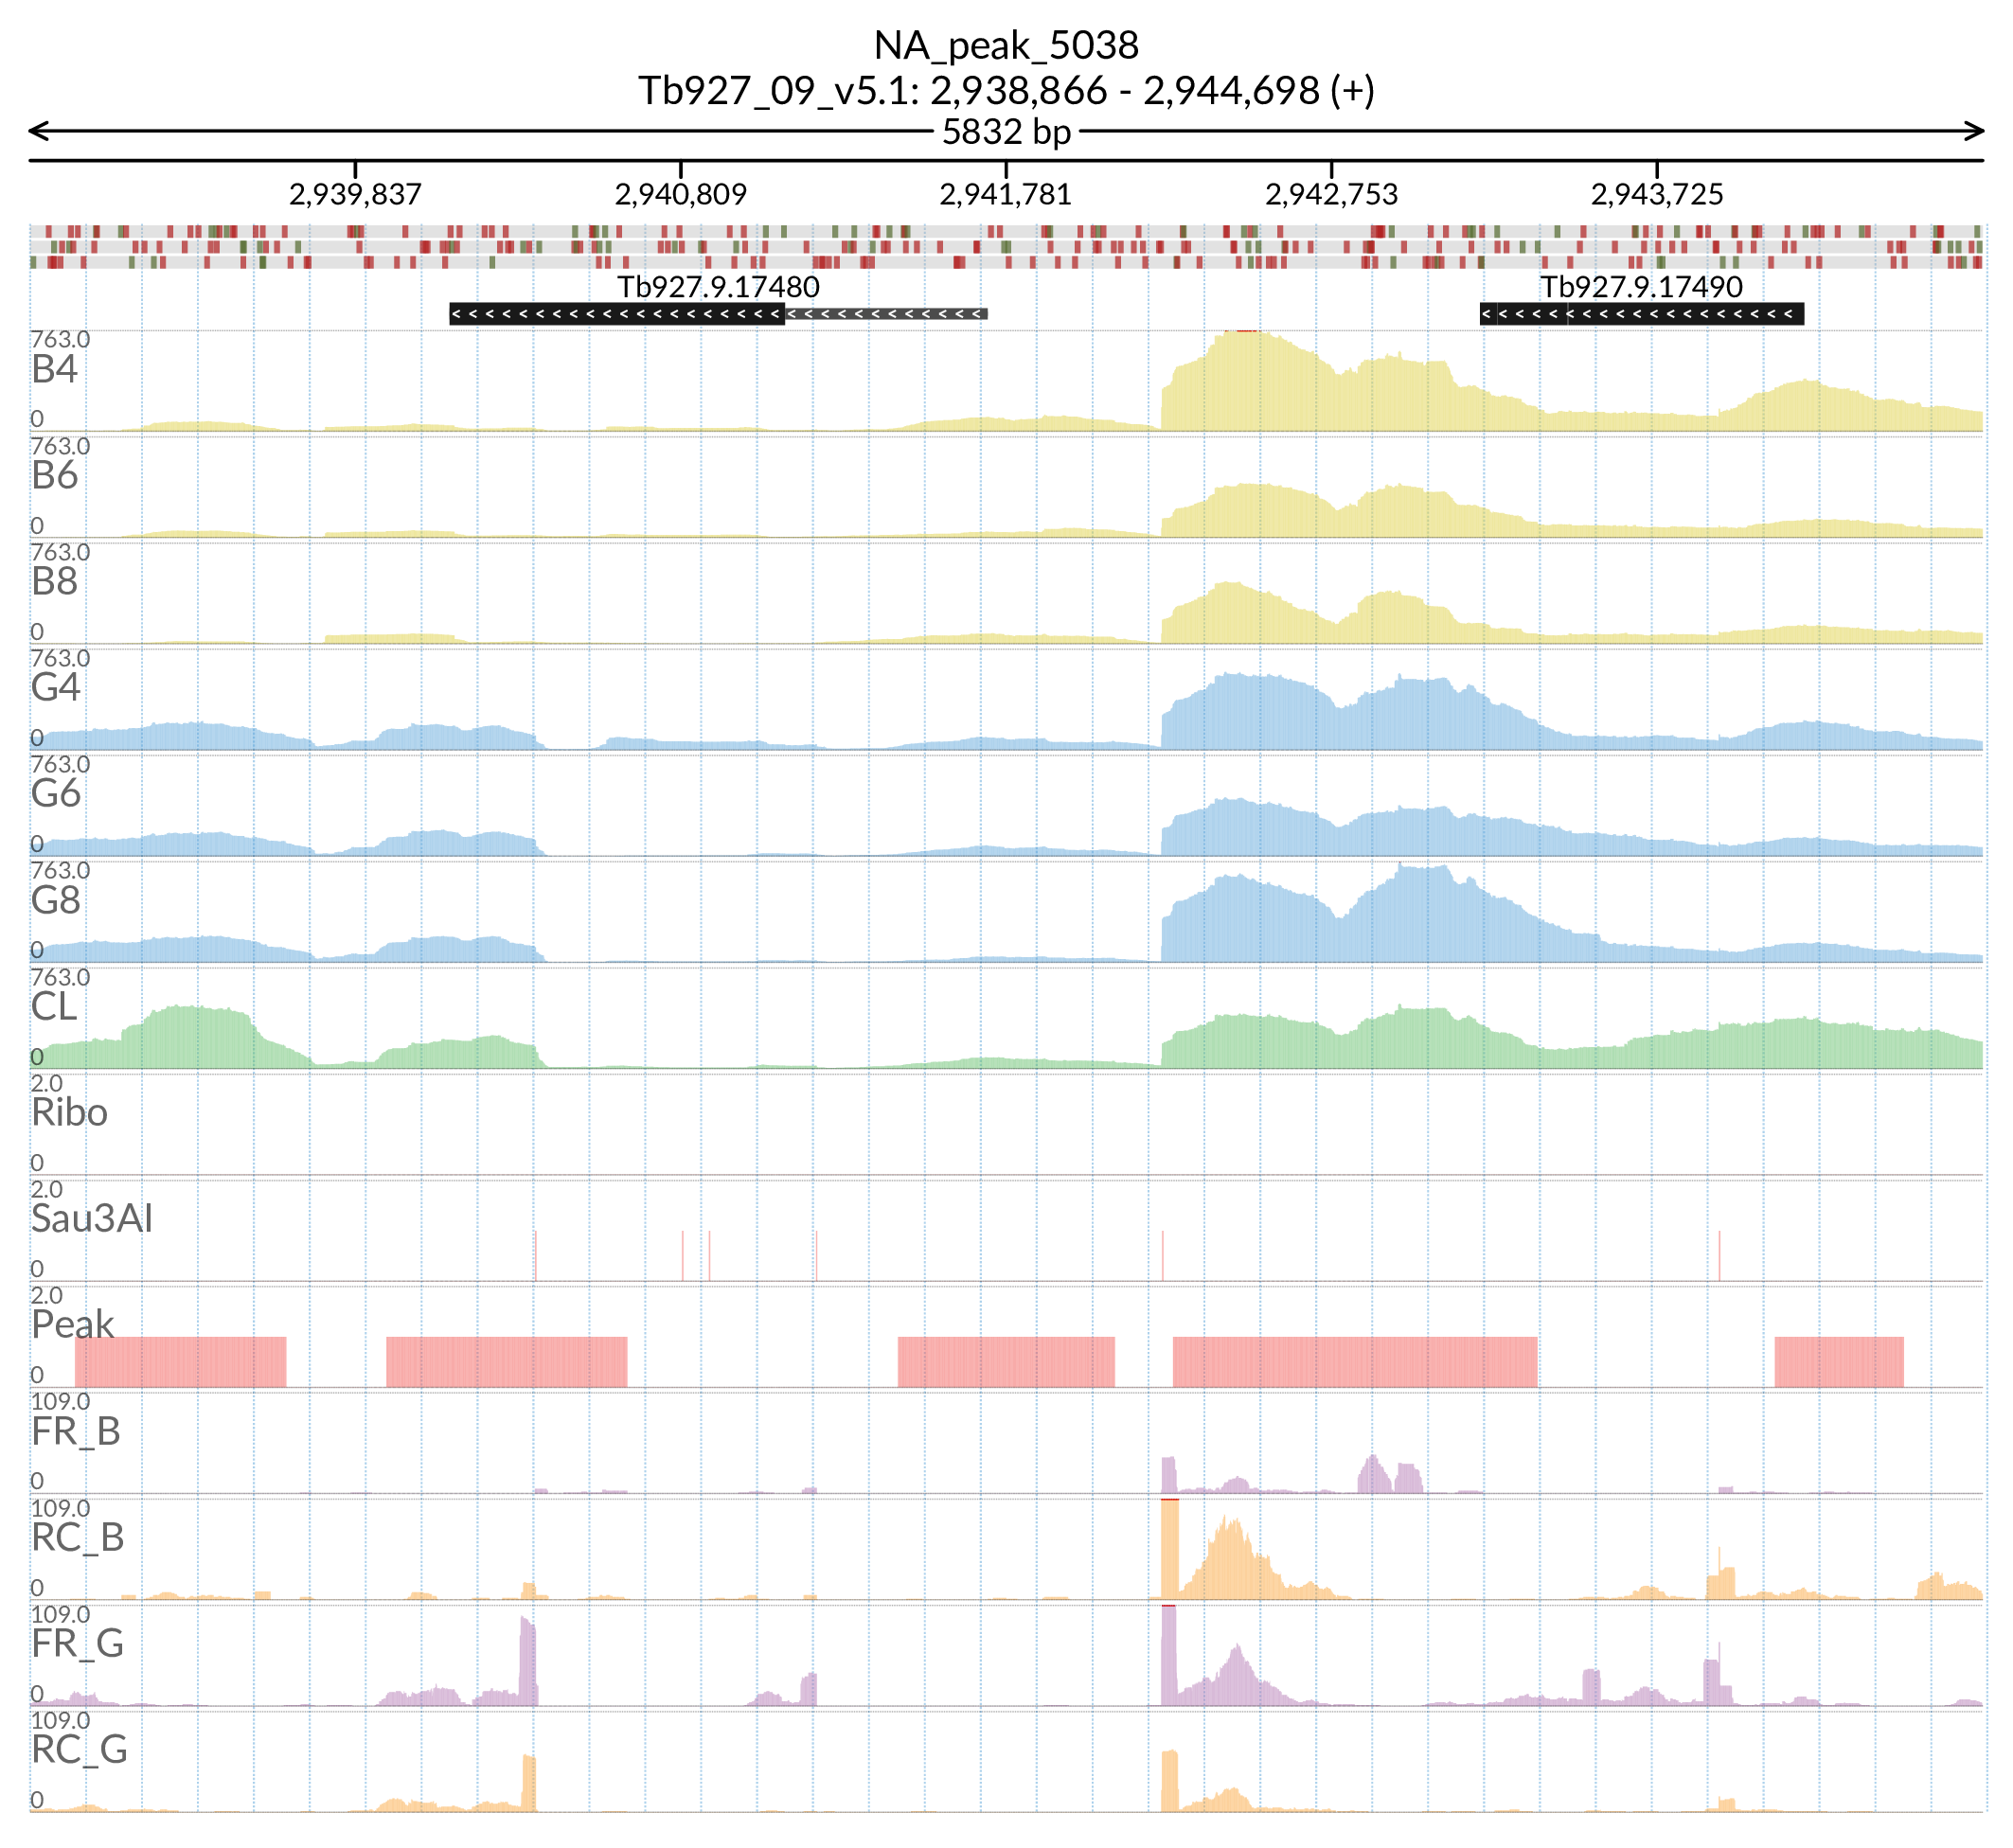 NA_peak_5038
Tb927_09_v5.1: 2,938,866 - 2,944,698 (+)
5832 bp
2,939,837 2,940,809 2,941,781 2,942,753 2,943,725
Tb927.9.17480 Tb927.9.17490
763.0
B4
0
763.0
B6
0
763.0
B8
0
763.0
G4
0
763.0
G6
0
763.0
G8
0
763.0
CL
0
2.0
Ribo
0
2.0
Sau3AI
0
2.0
Peak
0
109.0
FR_B
0
109.0
RC_B
0
109.0
FR_G
0
109.0
RC_G
0